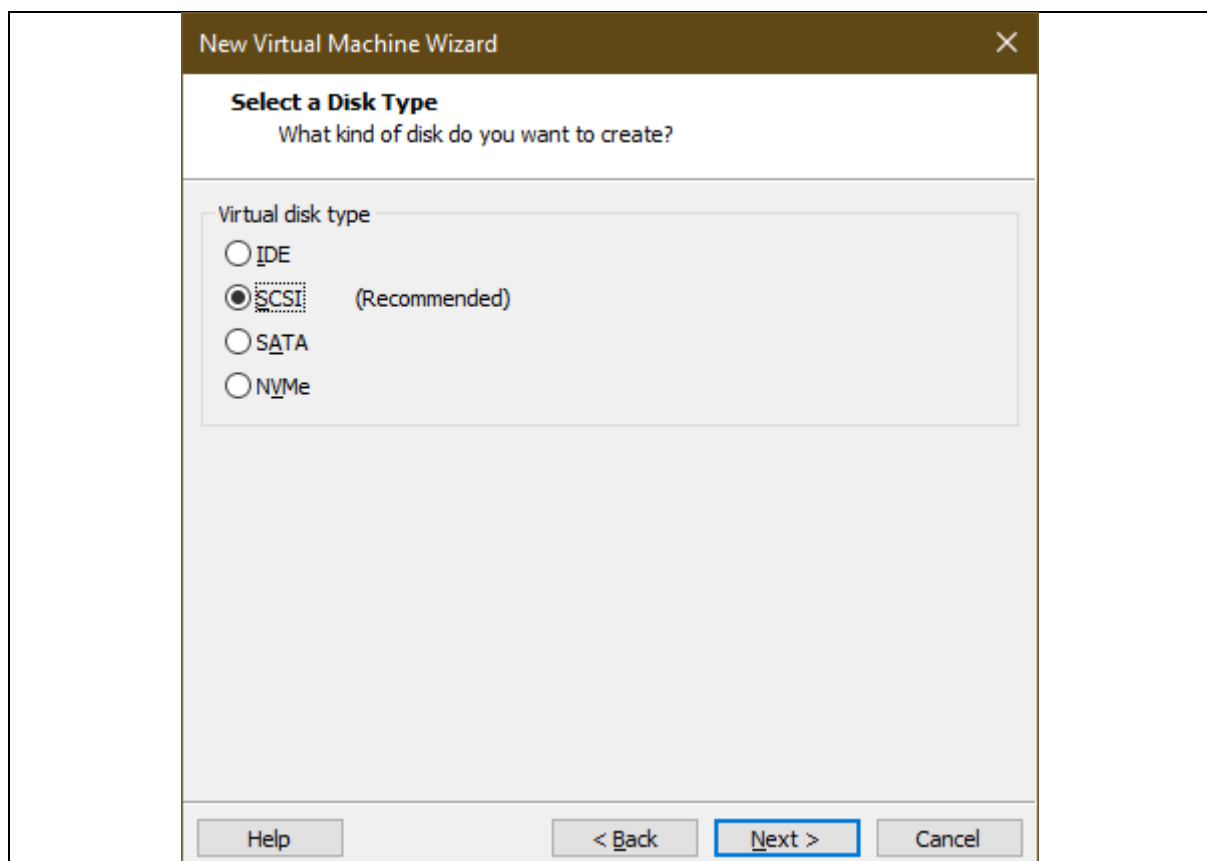 New Virtual Machine Wizard
Select a Disk Type
What kind of disk do you want to create?
Virtual disk type
IDE
SCSI (Recommended)
SATA
NVMe
Help < Back Next > Cancel